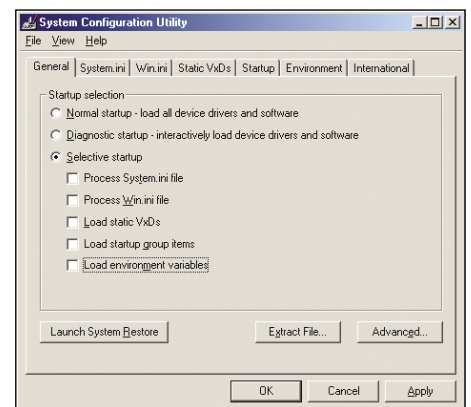 System Configuration Utility
File View Help
General System.ini Win.ini Static VxDs Startup Environment International
Startup selection
Normal startup - load all device drivers and software
Diagnostic startup - interactively load device drivers and software
Selective startup
Process System.ini file
Process Win.ini file
Load static VxDs
Load startup group items
Load environment variables
Launch System Restore Extract File... Advanced...
OK Cancel Apply